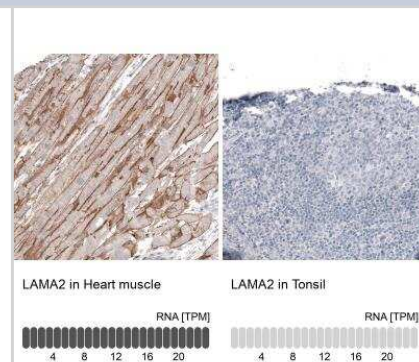 LAMA2 in Heart muscle
RNA [TPM]
4 8 12 16 20
LAMA2 in Tonsil
RNA [TPM]
4 8 12 16 20